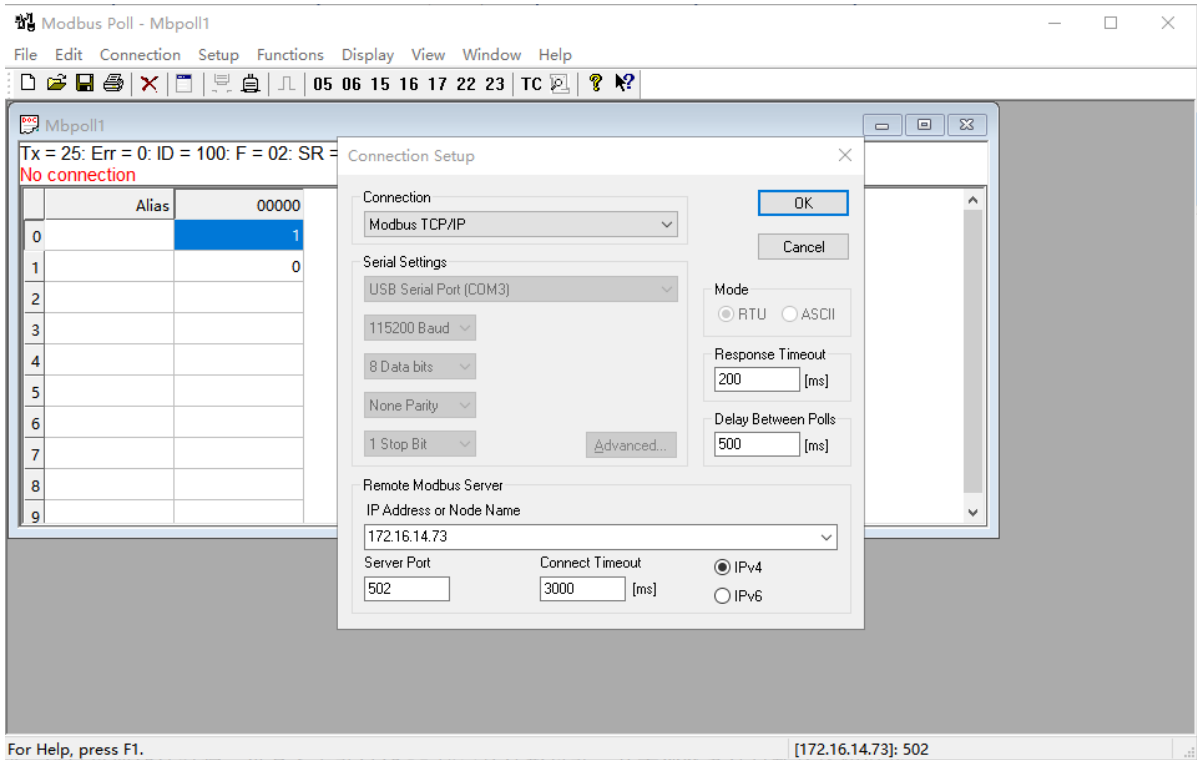 Modbus Poll - Mbpoll1
File Edit Connection Setup Functions Display View Window Help
05 06 15 16 17 22 23 TC
Mbpoll1
Tx = 25: Err = 0: ID = 100: F = 02: SR =
No connection
Alias 00000
0 1
1 0
2
3
4
5
6
7
8
9
Connection Setup
Connection
Modbus TCP/IP
OK
Cancel
Serial Settings
USB Serial Port (COM3)
115200 Baud
8 Data bits
None Parity
1 Stop Bit
Advanced...
Mode
RTU ASCII
Response Timeout
200 [ms]
Delay Between Polls
500 [ms]
Remote Modbus Server
IP Address or Node Name
172.16.14.73
Server Port Connect Timeout
502 3000 [ms]
IPv4
IPv6
For Help, press F1. [172.16.14.73]: 502